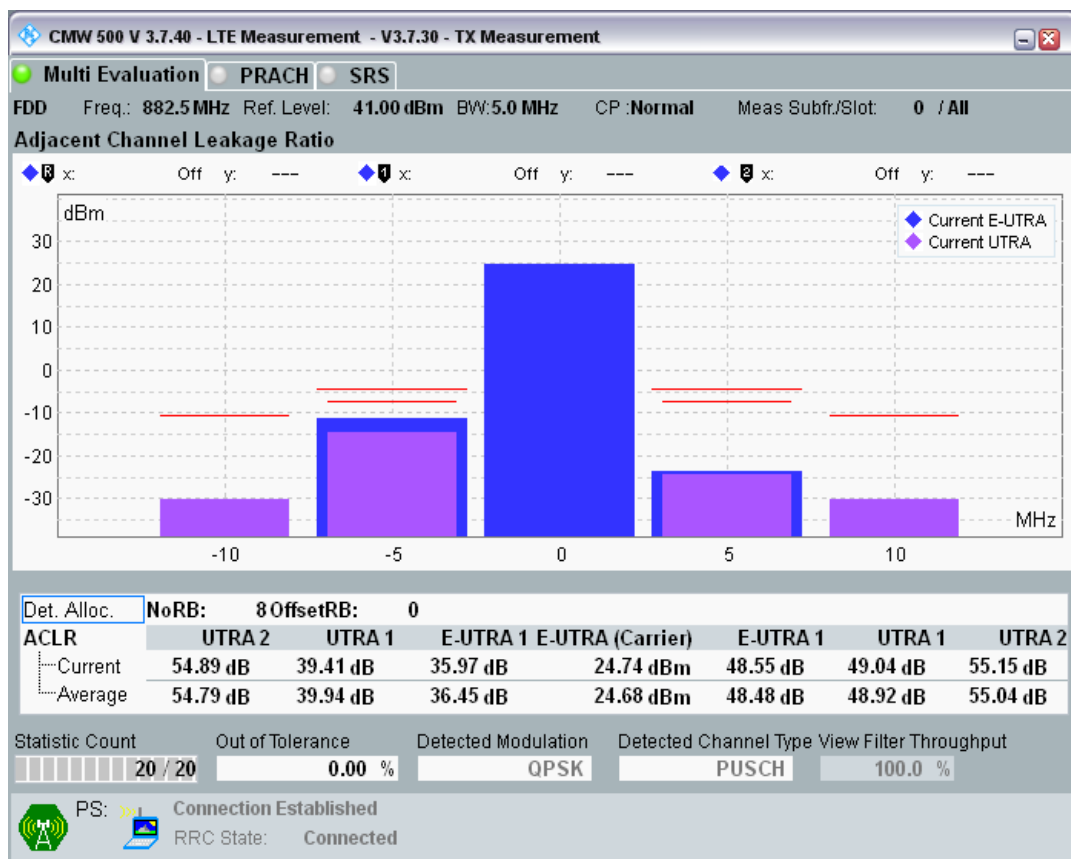 CMW 500 V 3.7.40 - LTE Measurement - V3.7.30 - TX Measurement
Multi Evaluation PRACH SRS
FDD Freq.: 882.5 MHz Ref. Level: 41.00 dBm BW:5.0 MHz CP :Normal Meas Subfr./Slot: 0 / All
Adjacent Channel Leakage Ratio
R x: Off y: --- 1 x: Off y: --- 2 x: Off y: ---
dBm
Current E-UTRA
Current UTRA
30
20
10
0
-10
-20
-30
MHz
-10 -5 0 5 10
Det. Alloc. NoRB: 8 OffsetRB: 0
ACLR UTRA 2 UTRA 1 E-UTRA 1 E-UTRA (Carrier) E-UTRA 1 UTRA 1 UTRA 2
Current 54.89 dB 39.41 dB 35.97 dB 24.74 dBm 48.55 dB 49.04 dB 55.15 dB
Average 54.79 dB 39.94 dB 36.45 dB 24.68 dBm 48.48 dB 48.92 dB 55.04 dB
Statistic Count Out of Tolerance Detected Modulation Detected Channel Type View Filter Throughput
20 / 20 0.00 % QPSK PUSCH 100.0 %
PS: Connection Established
RRC State: Connected